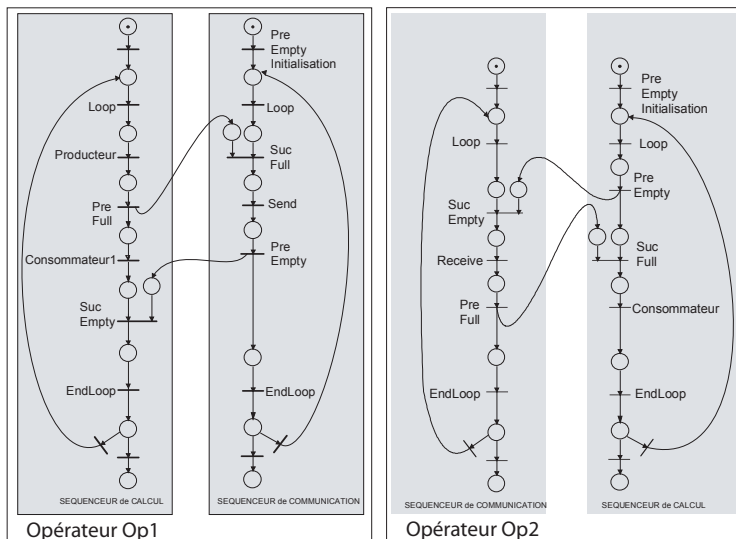 Loop
Producteur
Pre
Full
Consommateur1
Suc
Empty
EndLoop
SEQUENCEUR de CALCUL
Pre
Empty
Initialisation
Loop
Suc
Full
Send
Pre
Empty
EndLoop
SEQUENCEUR de COMMUNICATION
Opérateur Op1
Loop
Suc
Empty
Receive
Pre
Full
EndLoop
SEQUENCEUR de COMMUNICATION
Pre
Empty
Initialisation
Loop
Pre
Empty
Suc
Full
Consommateur
EndLoop
SEQUENCEUR de CALCUL
Opérateur Op2